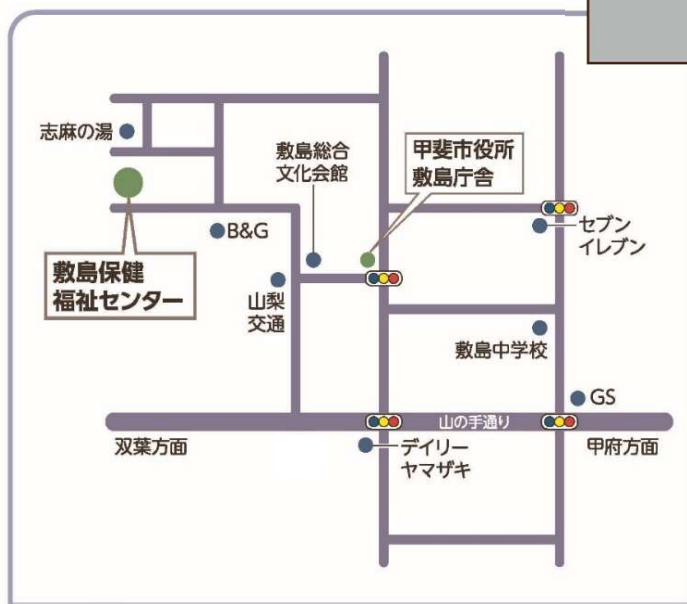 志麻の湯
敷島総合
文化会館
甲斐市役所
敷島庁舎
B&G
セブン
イレブン
敷島保健
福祉センター
山梨
交通
敷島中学校
GS
山の手通り
双葉方面
デイリー
ヤマザキ
甲府方面